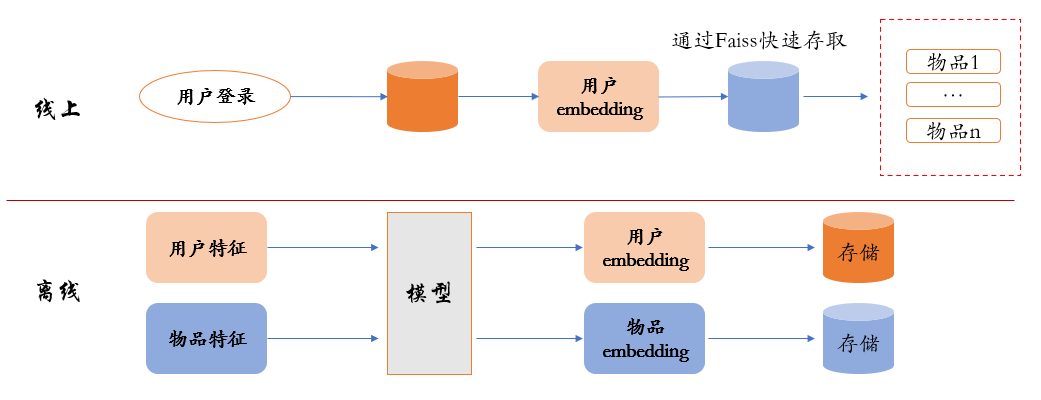 通过Faiss快速存取
线上
用户登录
用户
embedding
物品1
…
物品n
离线
用户特征
模型
用户
embedding
存储
物品特征
物品
embedding
存储